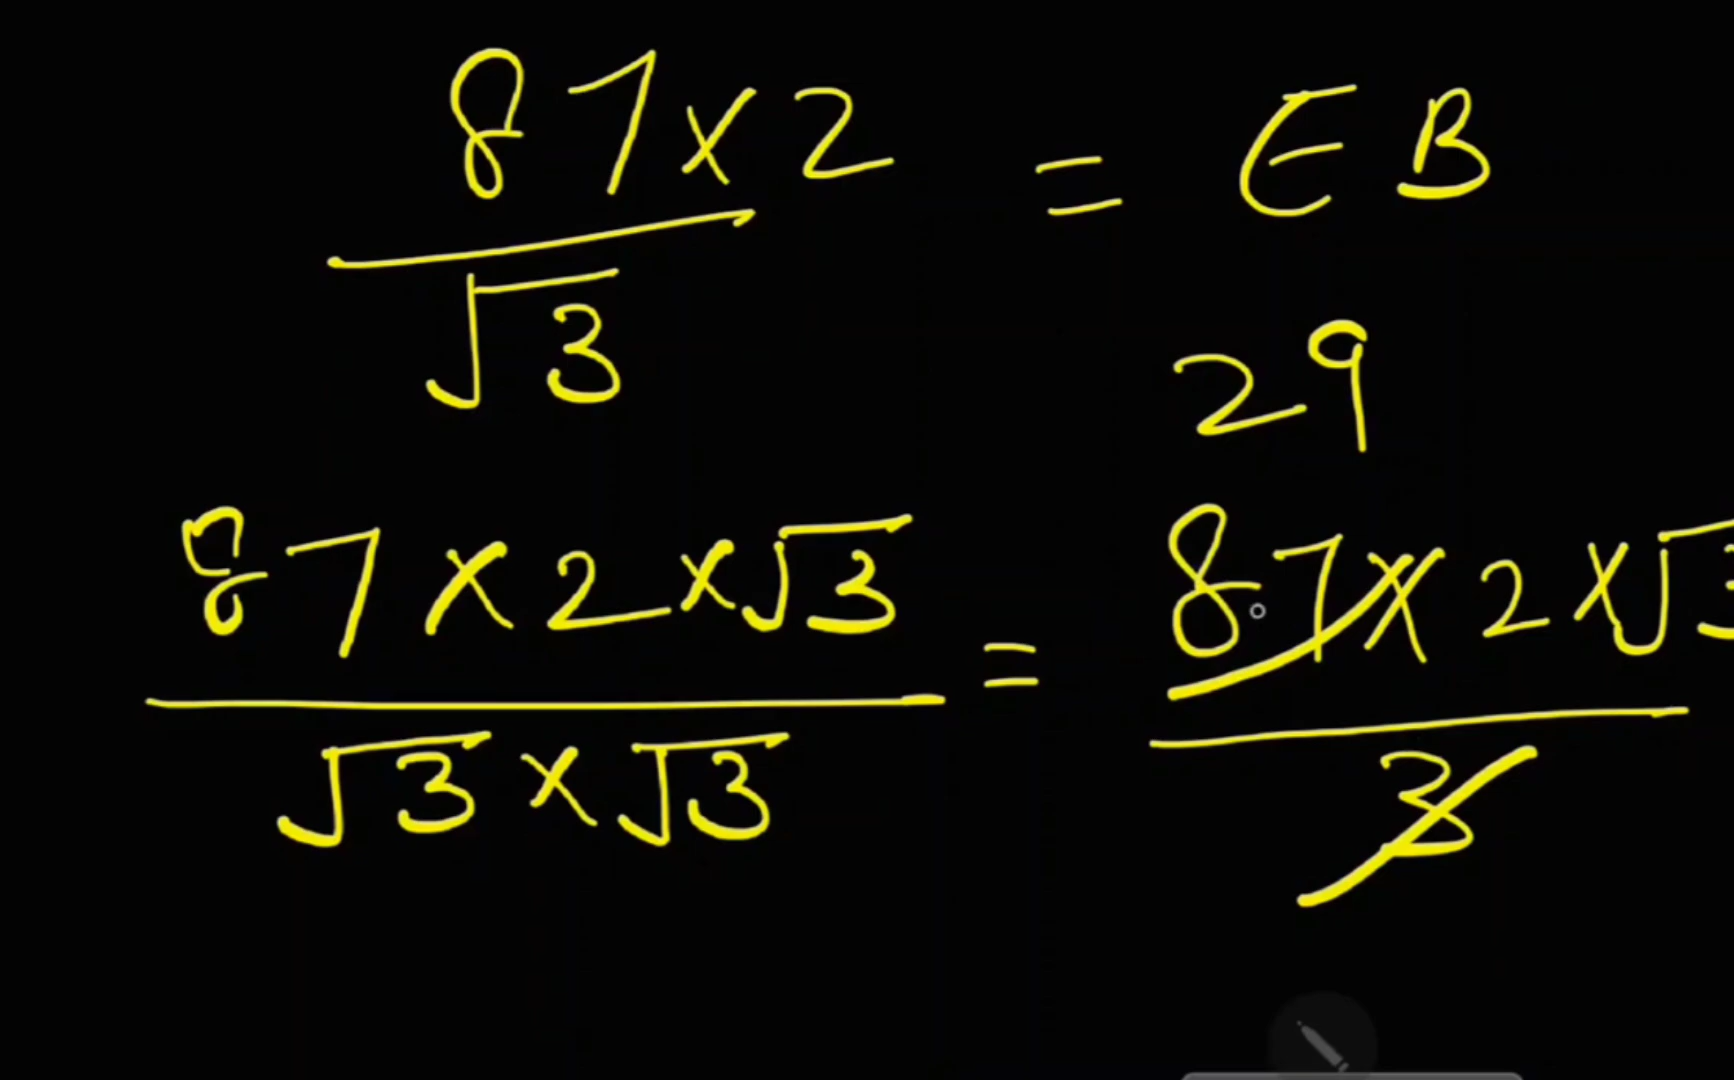 87 × 2 = EB
√3
29
87 × 2 × √3 = 87 × 2 × √3
√3 × √3 3